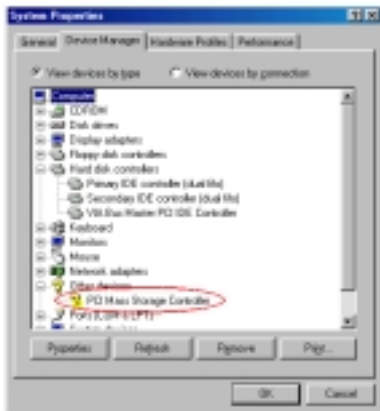 System Properties
General Device Manager Hardware Profiles Performance
View devices by type View devices by connection
Computer
CDROM
Disk drives
Display adapters
Floppy disk controllers
Hard disk controllers
Primary IDE controller (dual fifo)
Secondary IDE controller (dual fifo)
VIA Bus Master PCI IDE Controller
Keyboard
Monitors
Mouse
Network adapters
Other devices
PCI Mass Storage Controller
Ports (COM & LPT)
System devices
Properties Refresh Remove Print...
OK Cancel